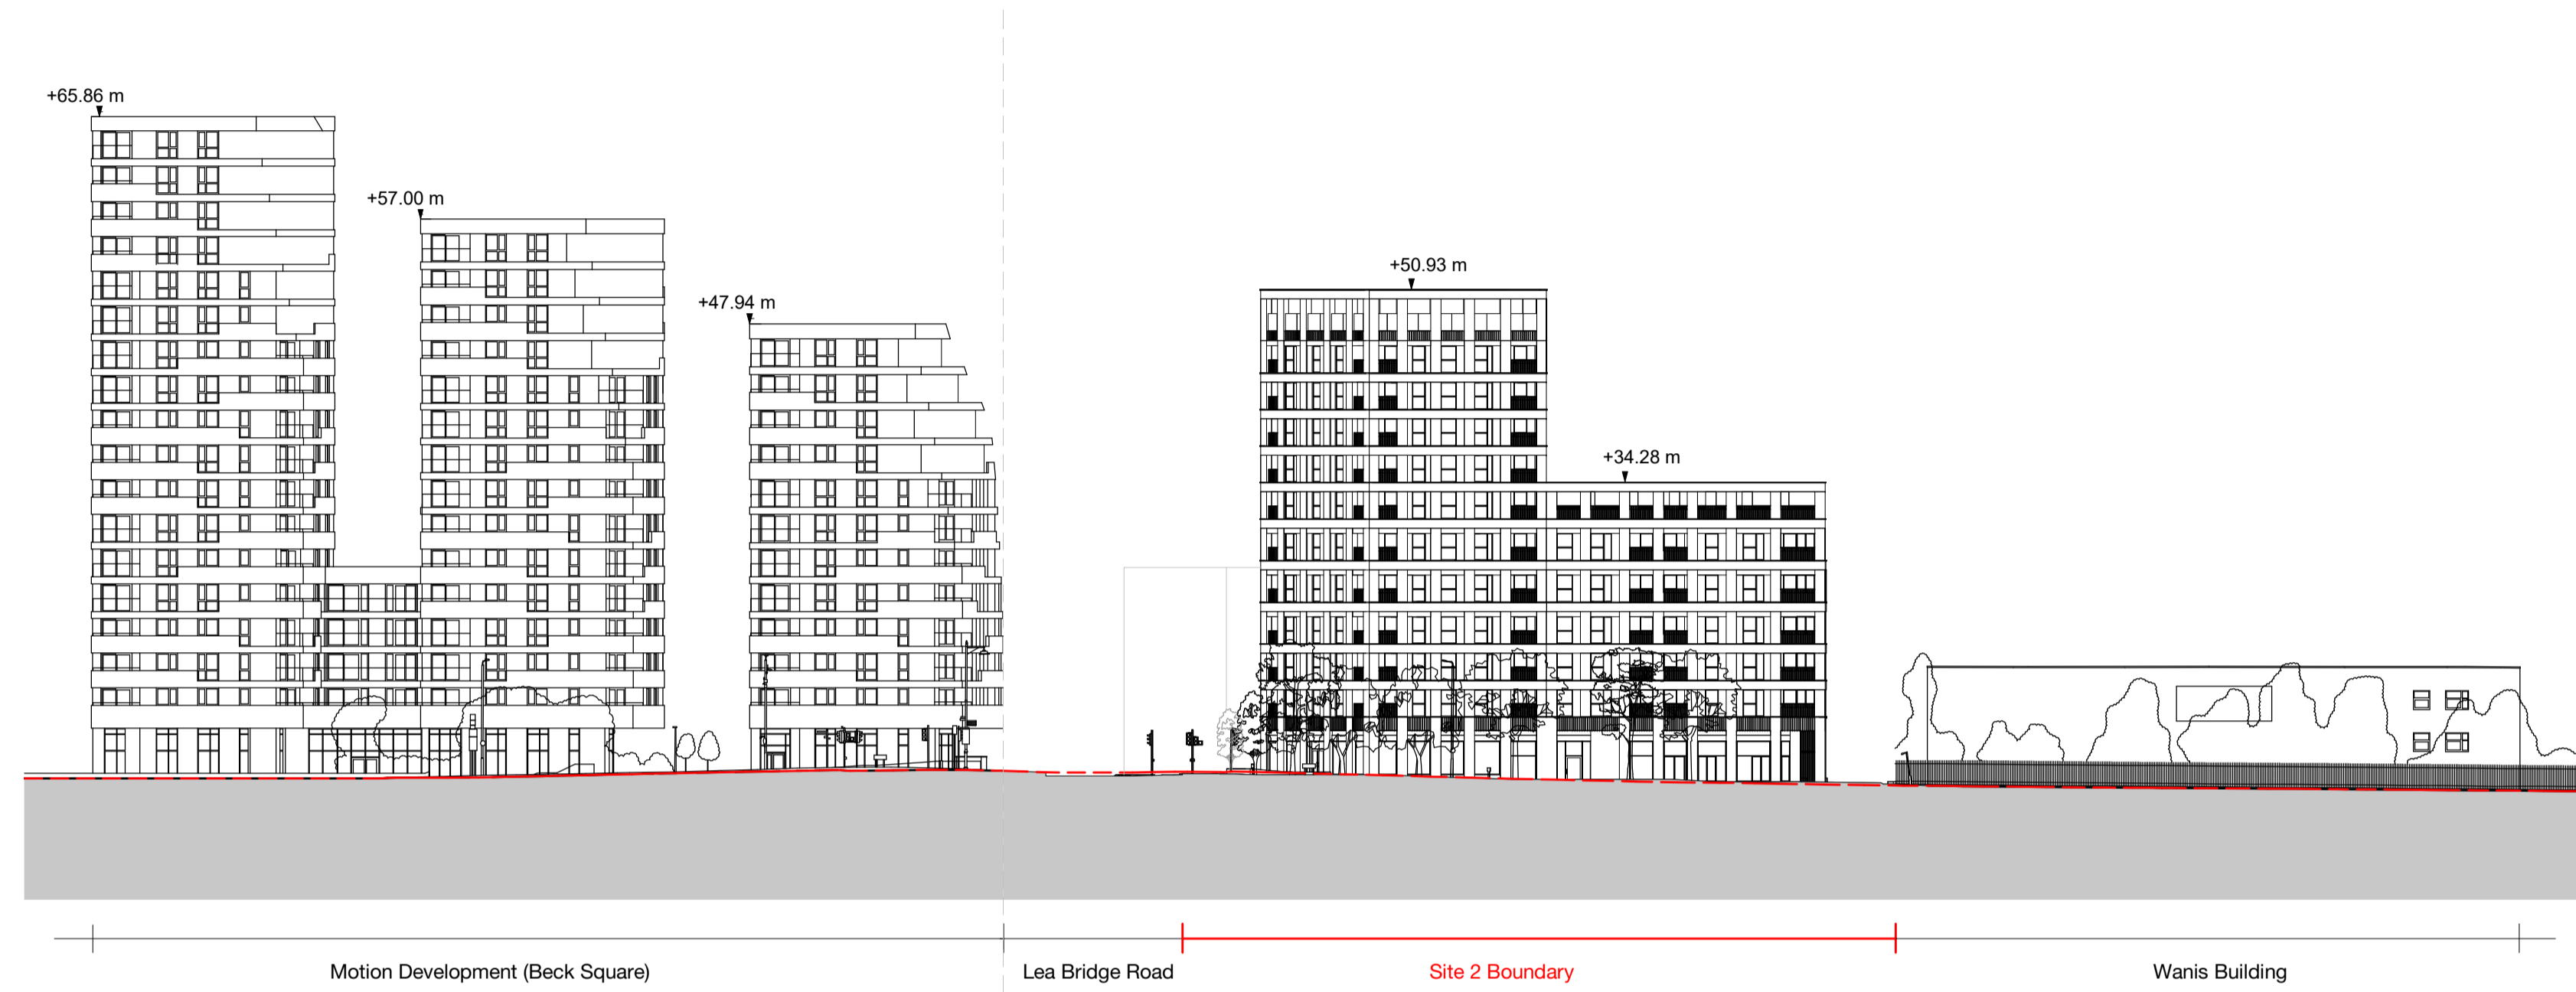 +65.86 m
+57.00 m
+47.94 m
+50.93 m
+34.28 m
Motion Development (Beck Square)
Lea Bridge Road
Site 2 Boundary
Wanis Building